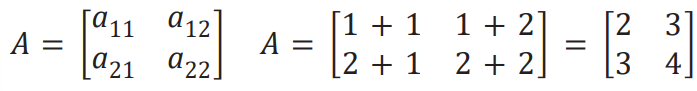 A = [a₁₁ a₁₂; a₂₁ a₂₂] A = [1 + 1 1 + 2; 2 + 1 2 + 2] = [2 3; 3 4]